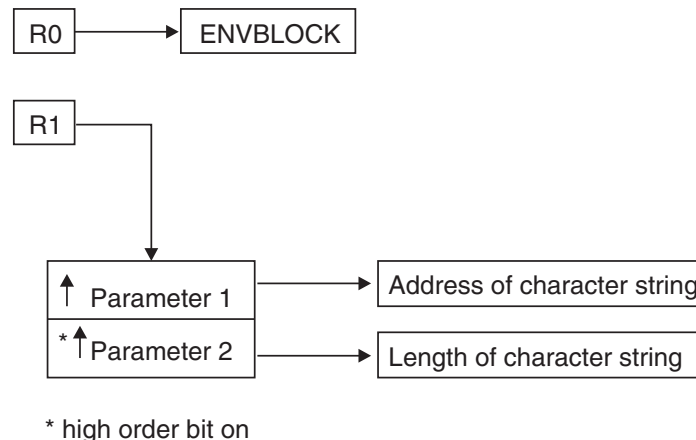 R0
ENVBLOCK
R1
Parameter 1
Address of character string
* Parameter 2
Length of character string
* high order bit on